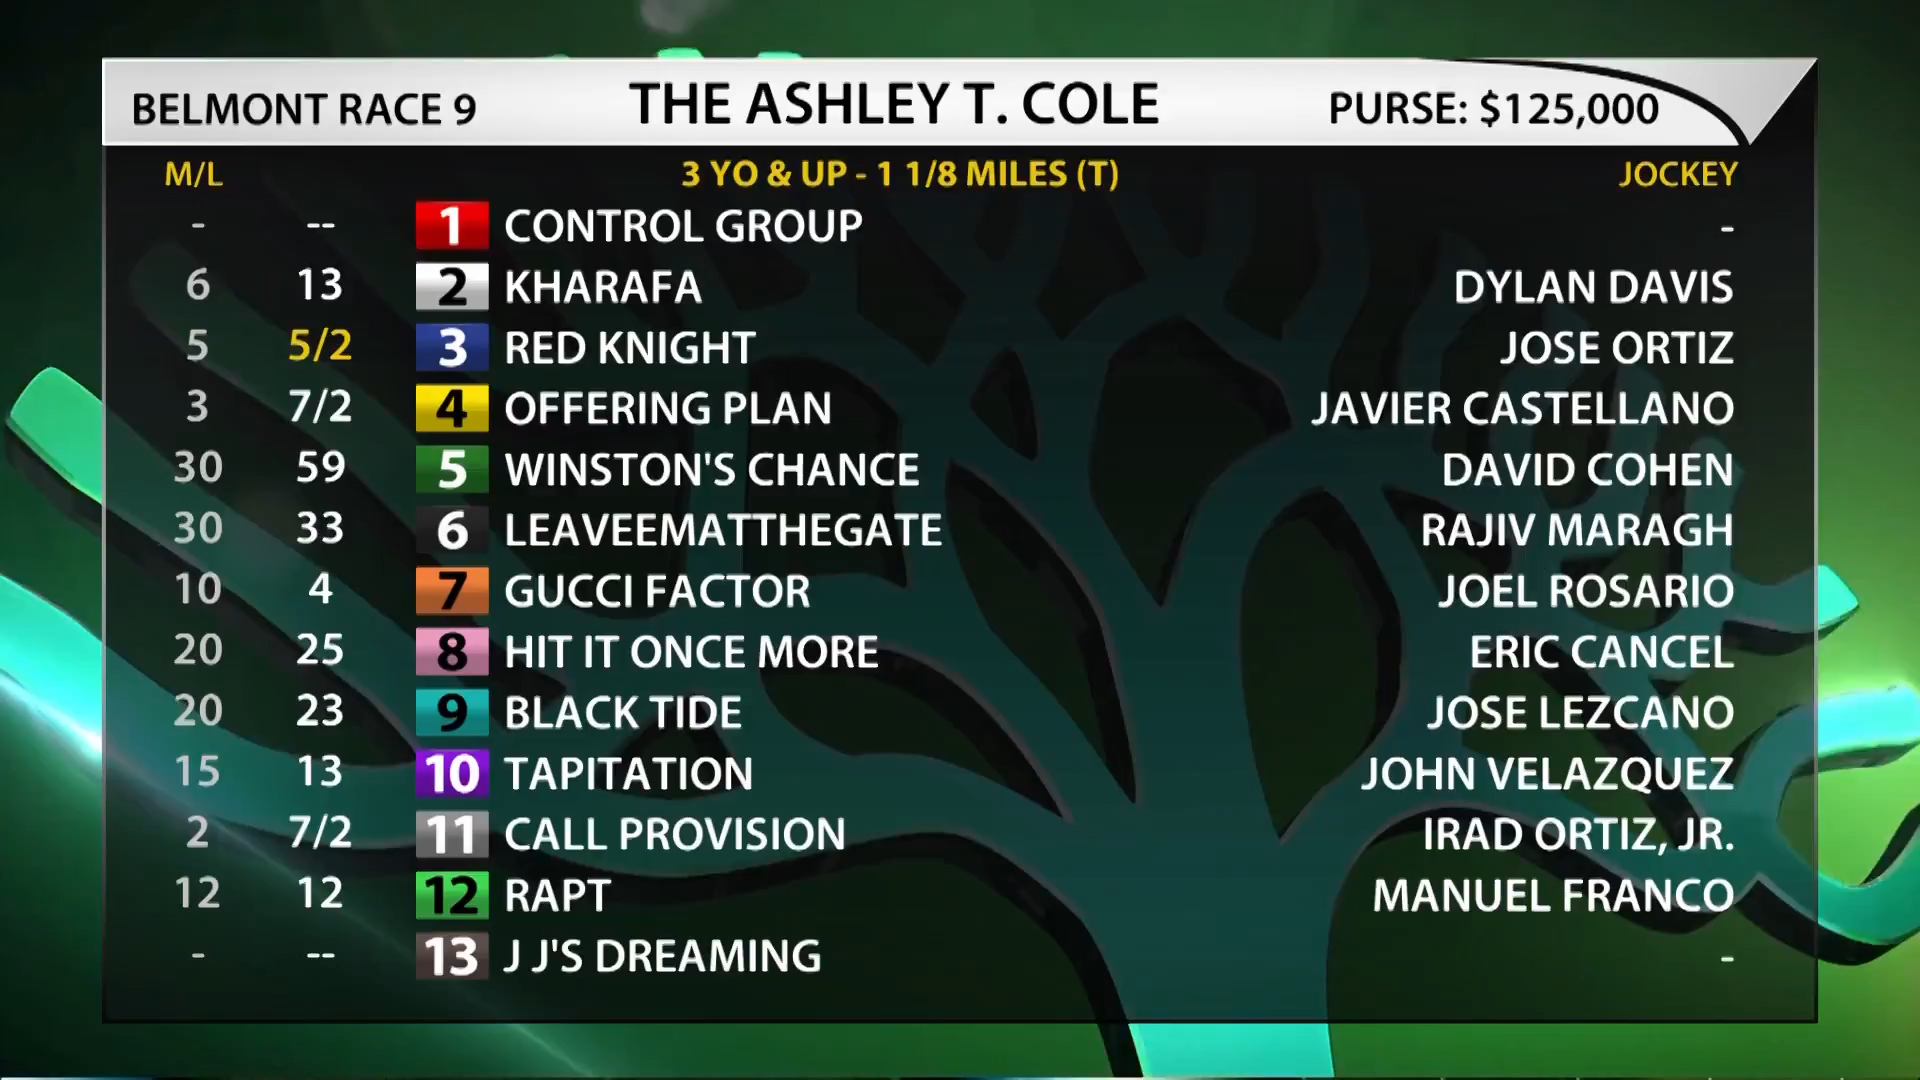 BELMONT RACE 9 THE ASHLEY T. COLE PURSE: $125,000
M/L 3 YO & UP - 1 1/8 MILES (T) JOCKEY
- -- 1 CONTROL GROUP -
6 13 2 KHARAFA DYLAN DAVIS
5 5/2 3 RED KNIGHT JOSE ORTIZ
3 7/2 4 OFFERING PLAN JAVIER CASTELLANO
30 59 5 WINSTON'S CHANCE DAVID COHEN
30 33 6 LEAVEEMATTHEGATE RAJIV MARAGH
10 4 7 GUCCI FACTOR JOEL ROSARIO
20 25 8 HIT IT ONCE MORE ERIC CANCEL
20 23 9 BLACK TIDE JOSE LEZCANO
15 13 10 TAPITATION JOHN VELAZQUEZ
2 7/2 11 CALL PROVISION IRAD ORTIZ, JR.
12 12 12 RAPT MANUEL FRANCO
- -- 13 J J'S DREAMING -